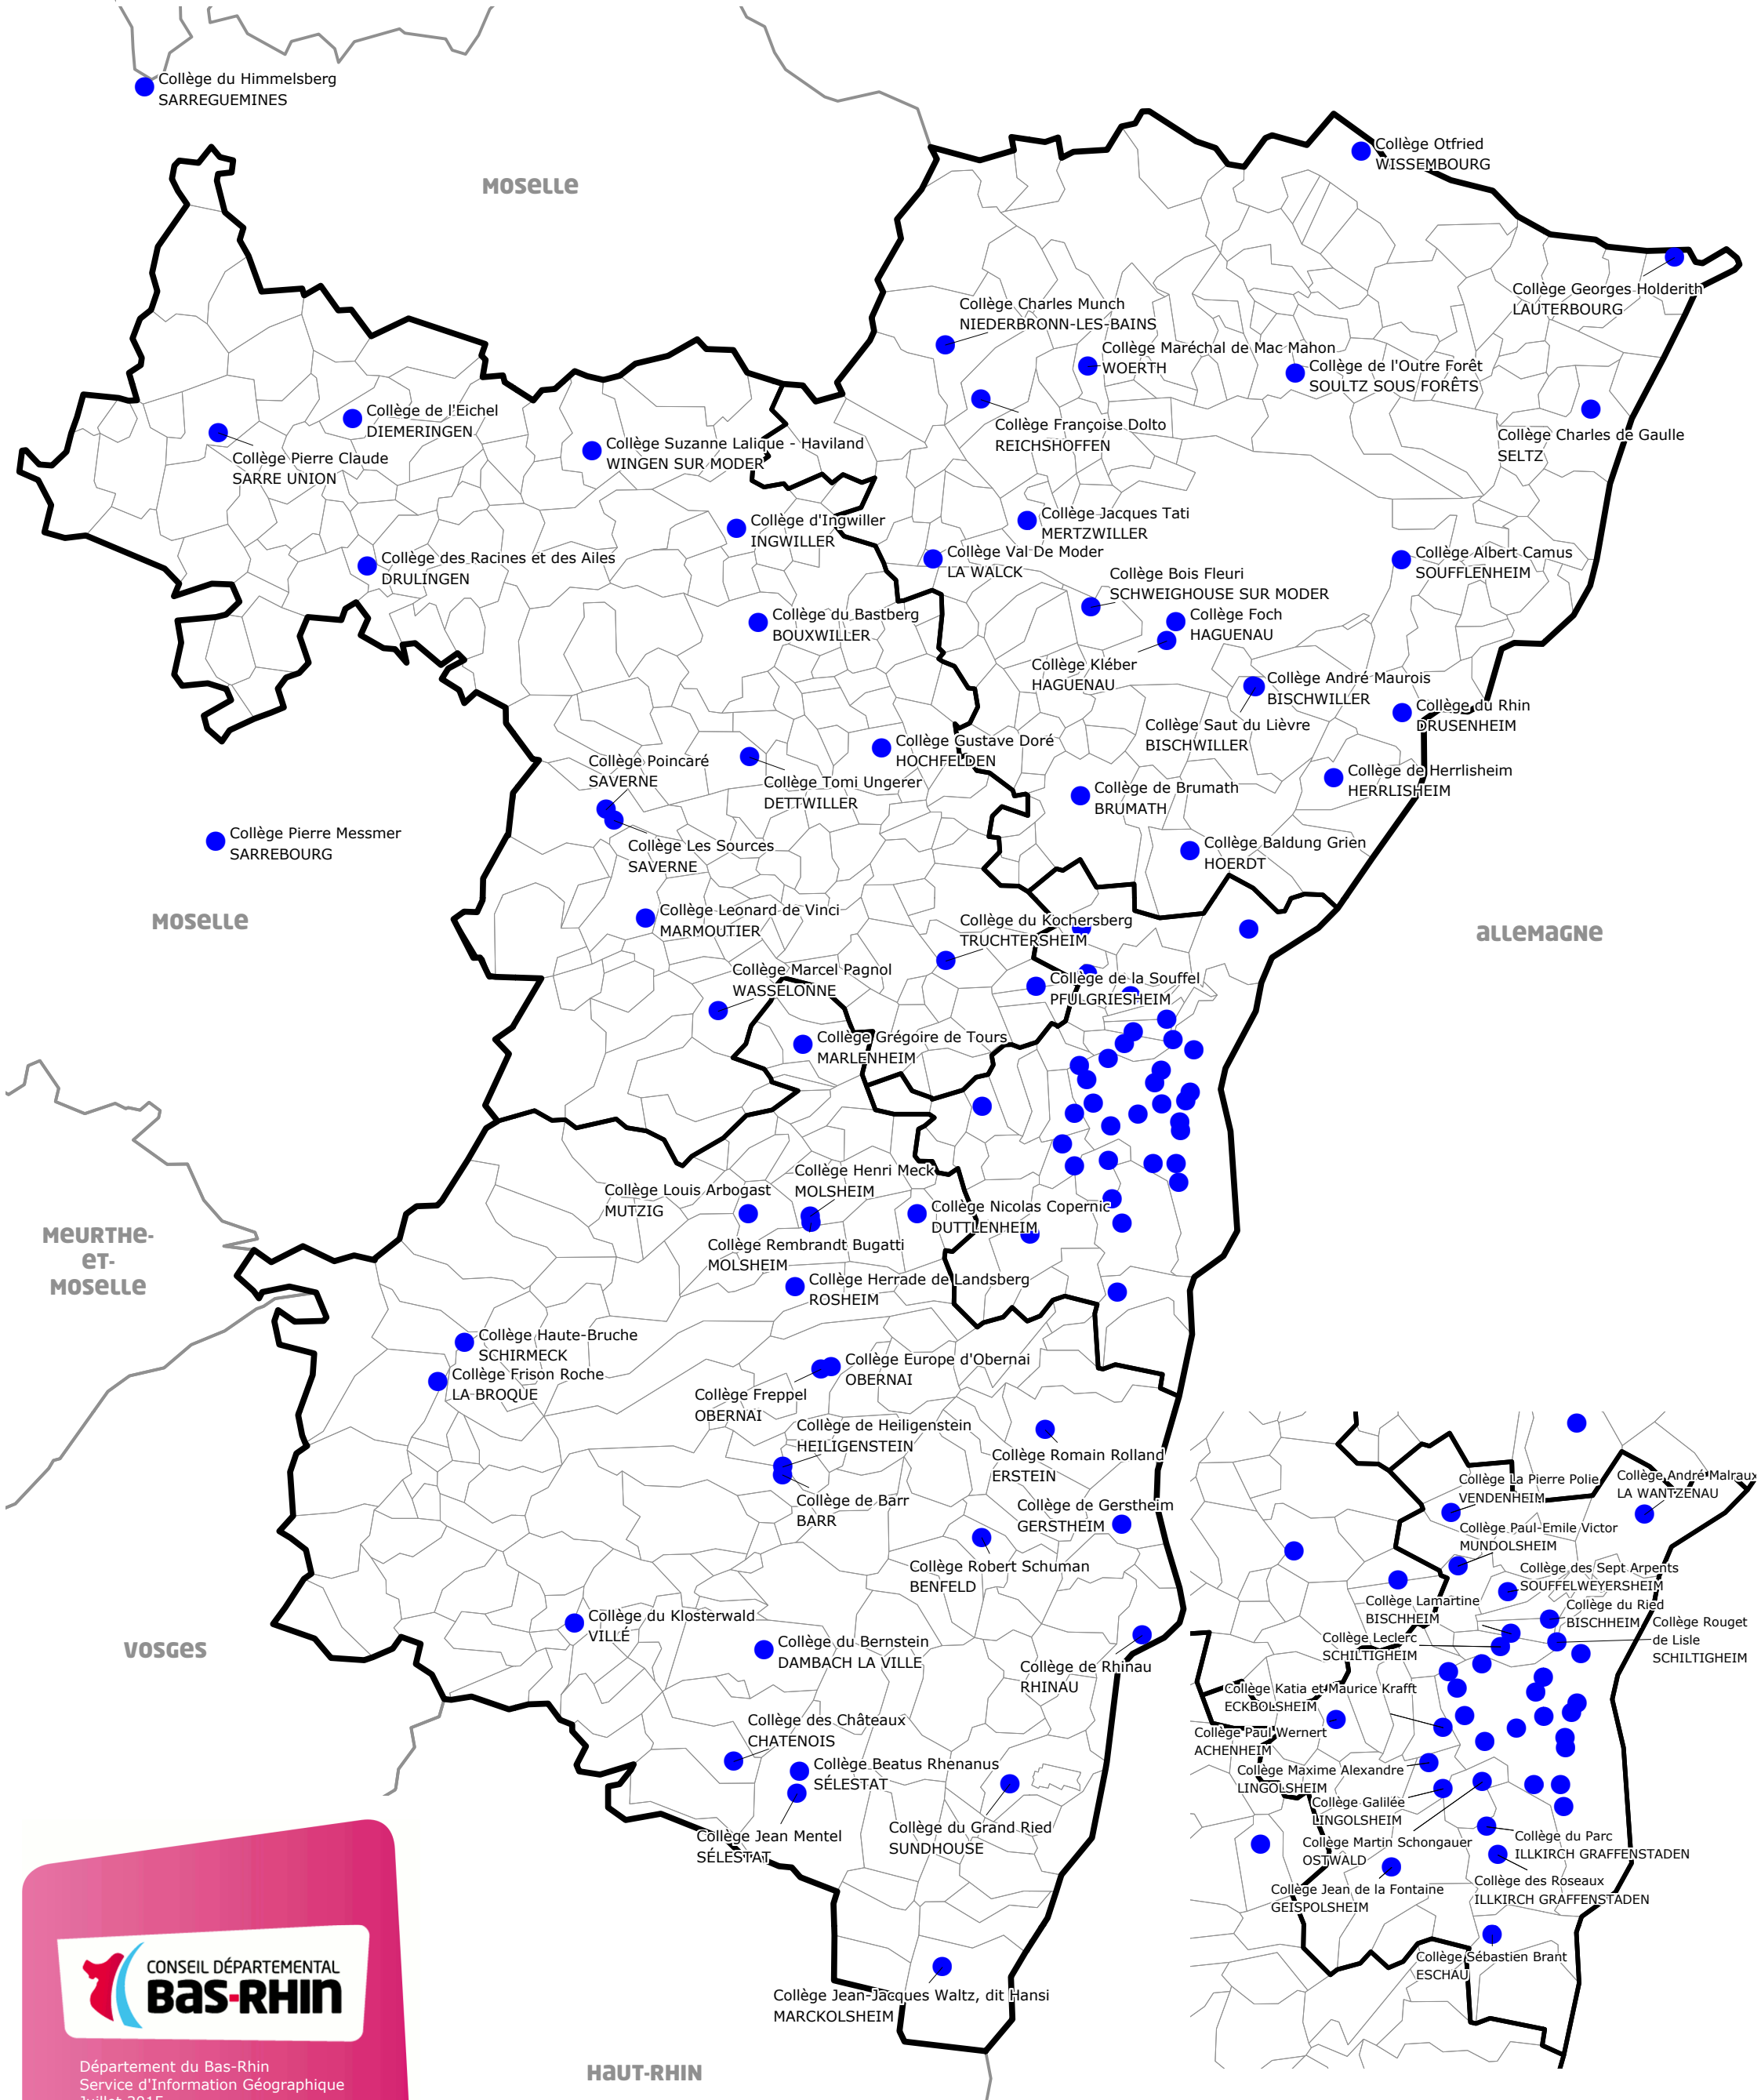 Collège du Himmelsberg
SARREGUEMINES
MOSELLE
Collège Otfried
WISSEMBOURG
Collège Georges Holderith
LAUTERBOURG
Collège Charles Munch
NIEDERBRONN-LES-BAINS
Collège Maréchal de Mac Mahon
WOERTH
Collège de l'Outre Forêt
SOULTZ SOUS FORÊTS
Collège Françoise Dolto
REICHSHOFFEN
Collège Charles de Gaulle
SELTZ
Collège de l'Eichel
DIEMERINGEN
Collège Pierre Claude
SARRE UNION
Collège Suzanne Lalique - Haviland
WINGEN SUR MODER
Collège d'Ingwiller
INGWILLER
Collège Jacques Tati
MERTZWILLER
Collège Val De Moder
LA WALCK
Collège Albert Camus
SOUFFLENHEIM
Collège des Racines et des Ailes
DRULINGEN
Collège Bois Fleuri
SCHWEIGHOUSE SUR MODER
Collège du Bastberg
BOUXWILLER
Collège Foch
HAGUENAU
Collège Kléber
HAGUENAU
Collège André Maurois
BISCHWILLER
Collège Saut du Lièvre
BISCHWILLER
Collège du Rhin
DRUSENHEIM
Collège Gustave Doré
HOCHFELDEN
Collège Poincaré
SAVERNE
Collège Tomi Ungerer
DETTWILLER
Collège de Herrlisheim
HERRLISHEIM
Collège de Brumath
BRUMATH
Collège Pierre Messmer
SARREBOURG
Collège Les Sources
SAVERNE
Collège Baldung Grien
HOERDT
MOSELLE
Collège Leonard de Vinci
MARMOUTIER
Collège du Kochersberg
TRUCHTERSHEIM
ALLEMAGNE
Collège Marcel Pagnol
WASSELONNE
Collège de la Souffel
PFULGRIESHEIM
Collège Grégoire de Tours
MARLENHEIM
Collège Henri Meck
MOLSHEIM
Collège Louis Arbogast
MUTZIG
Collège Nicolas Copernic
DUTTLENHEIM
Collège Rembrandt Bugatti
MOLSHEIM
MEURTHE-
ET-
MOSELLE
Collège Herrade de Landsberg
ROSHEIM
Collège Haute-Bruche
SCHIRMECK
Collège Frison Roche
LA BROQUE
Collège Europe d'Obernai
OBERNAI
Collège Freppel
OBERNAI
Collège de Heiligenstein
HEILIGENSTEIN
Collège Romain Rolland
ERSTEIN
Collège de Barr
BARR
Collège de Gerstheim
GERSTHEIM
Collège Robert Schuman
BENFELD
Collège du Klosterwald
VILLÉ
VOSGES
Collège du Bernstein
DAMBACH LA VILLE
Collège de Rhinau
RHINAU
Collège des Châteaux
CHATENOIS
Collège Beatus Rhenanus
SÉLESTAT
Collège Jean Mentel
SÉLESTAT
Collège du Grand Ried
SUNDHOUSE
Collège Jean-Jacques Waltz, dit Hansi
MARCKOLSHEIM
HAUT-RHIN
Collège La Pierre Polie
VENDENHEIM
Collège André Malraux
LA WANTZENAU
Collège Paul-Emile Victor
MUNDOLSHEIM
Collège des Sept Arpents
SOUFFELWEYERSHEIM
Collège Lamartine
BISCHHEIM
Collège du Ried
BISCHHEIM
Collège Rouget
de Lisle
SCHILTIGHEIM
Collège Leclerc
SCHILTIGHEIM
Collège Katia et Maurice Krafft
ECKBOLSHEIM
Collège Paul Wernert
ACHENHEIM
Collège Maxime Alexandre
LINGOLSHEIM
Collège Galilée
LINGOLSHEIM
Collège Martin Schongauer
OSTWALD
Collège du Parc
ILLKIRCH GRAFFENSTADEN
Collège des Roseaux
ILLKIRCH GRAFFENSTADEN
Collège Jean de la Fontaine
GEISPOLSHEIM
Collège Sébastien Brant
ESCHAU
CONSEIL DÉPARTEMENTAL
BAS-RHIN
Département du Bas-Rhin
Service d'Information Géographique
Juillet 2015